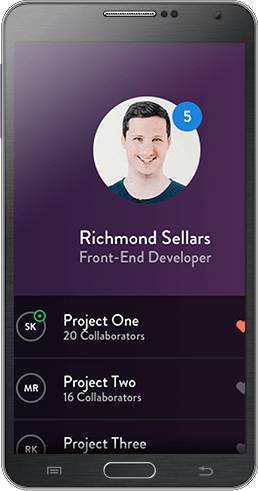 5
Richmond Sellars
Front-End Developer
SK
Project One
20 Collaborators
MR
Project Two
16 Collaborators
RK
Project Three